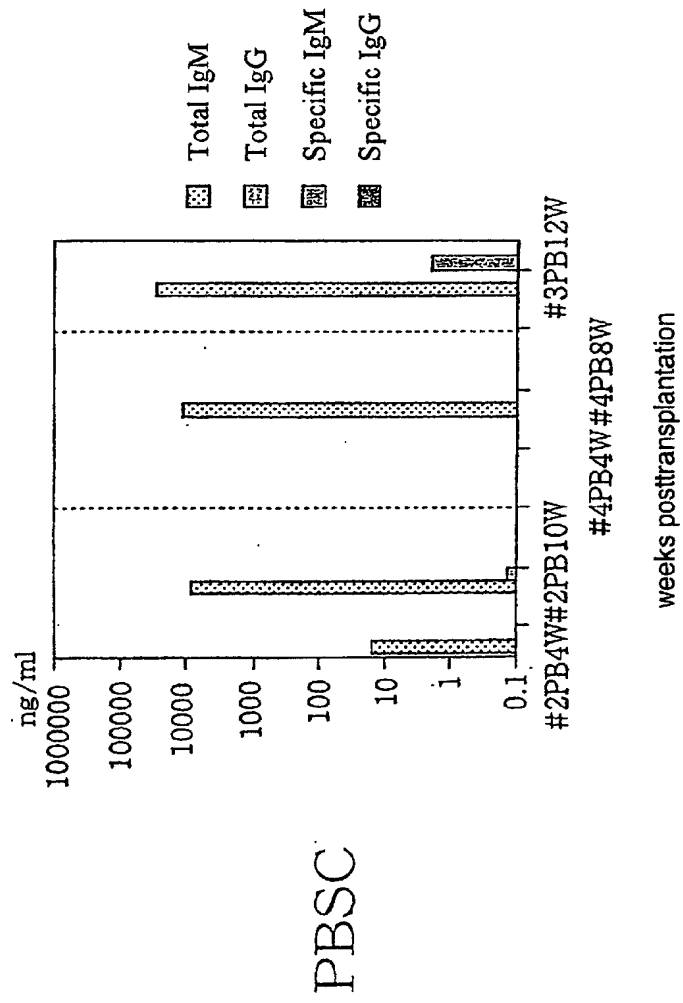 PBSC
ng/ml
1000000
100000
10000
1000
100
10
1
0.1
#2PB4W#2PB10W
#4PB4W#4PB8W
#3PB12W
weeks posttransplantation
Total IgM
Total IgG
Specific IgM
Specific IgG